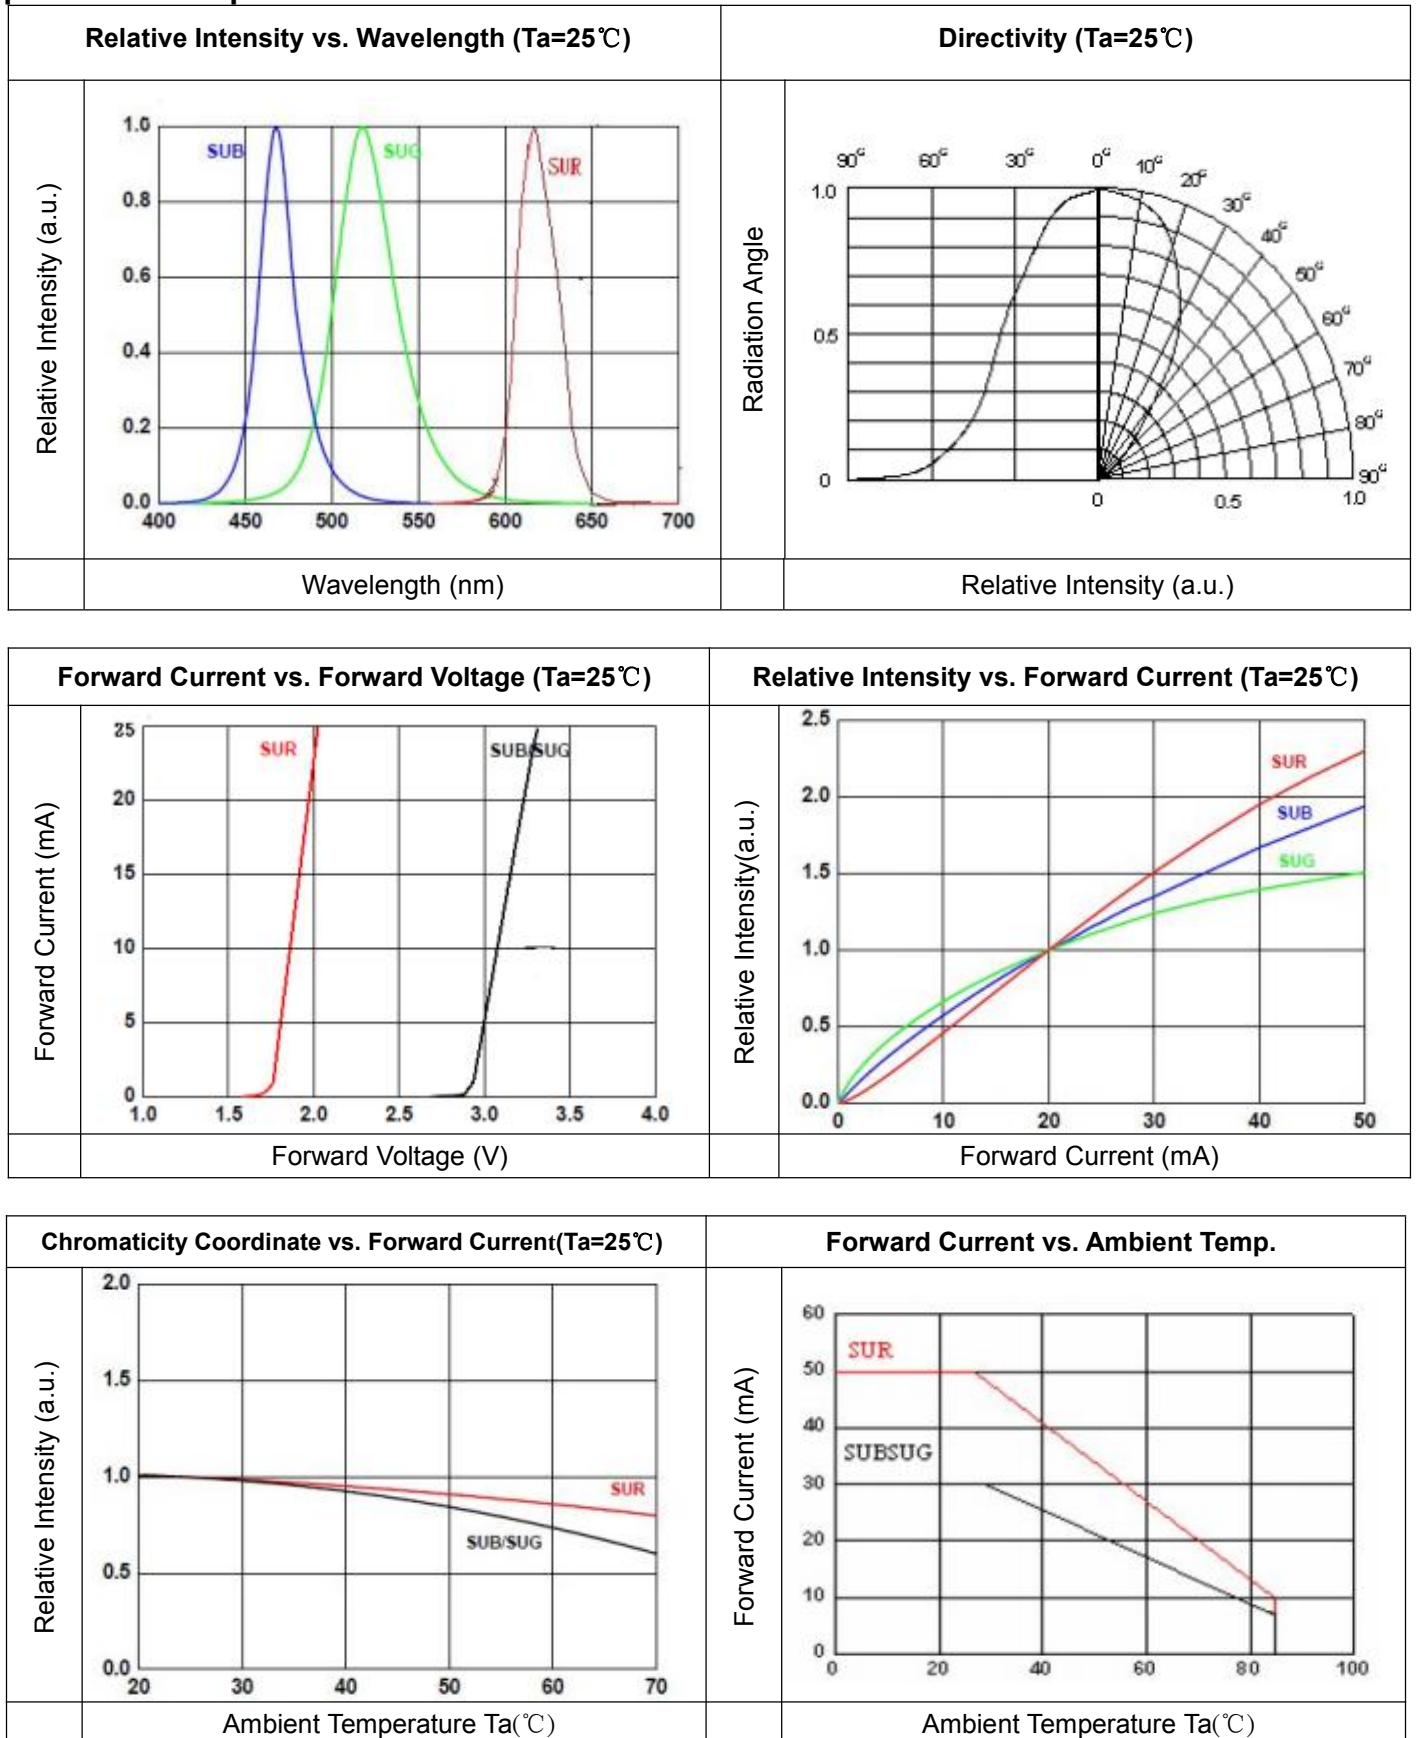 Relative Intensity vs. Wavelength (Ta=25℃)
Directivity (Ta=25℃)
Relative Intensity (a.u.)
1.0
0.8
0.6
0.4
0.2
0.0
SUB
SUG
SUR
400 450 500 550 600 650 700
Wavelength (nm)
Radiation Angle
90° 60° 30° 0° 10° 20° 30° 40° 50° 60° 70° 80° 90°
1.0
0.5
0
0 0.5 1.0
Relative Intensity (a.u.)
Forward Current vs. Forward Voltage (Ta=25℃)
Relative Intensity vs. Forward Current (Ta=25℃)
Forward Current (mA)
25
20
15
10
5
0
SUR
SUB/SUG
1.0 1.5 2.0 2.5 3.0 3.5 4.0
Forward Voltage (V)
Relative Intensity(a.u.)
2.5
2.0
1.5
1.0
0.5
0.0
SUR
SUB
SUG
0 10 20 30 40 50
Forward Current (mA)
Chromaticity Coordinate vs. Forward Current(Ta=25℃)
Forward Current vs. Ambient Temp.
Relative Intensity (a.u.)
2.0
1.5
1.0
0.5
0.0
SUR
SUB/SUG
20 30 40 50 60 70
Ambient Temperature Ta(℃)
Forward Current (mA)
60
50
40
30
20
10
0
SUR
SUBSUG
0 20 40 60 80 100
Ambient Temperature Ta(℃)